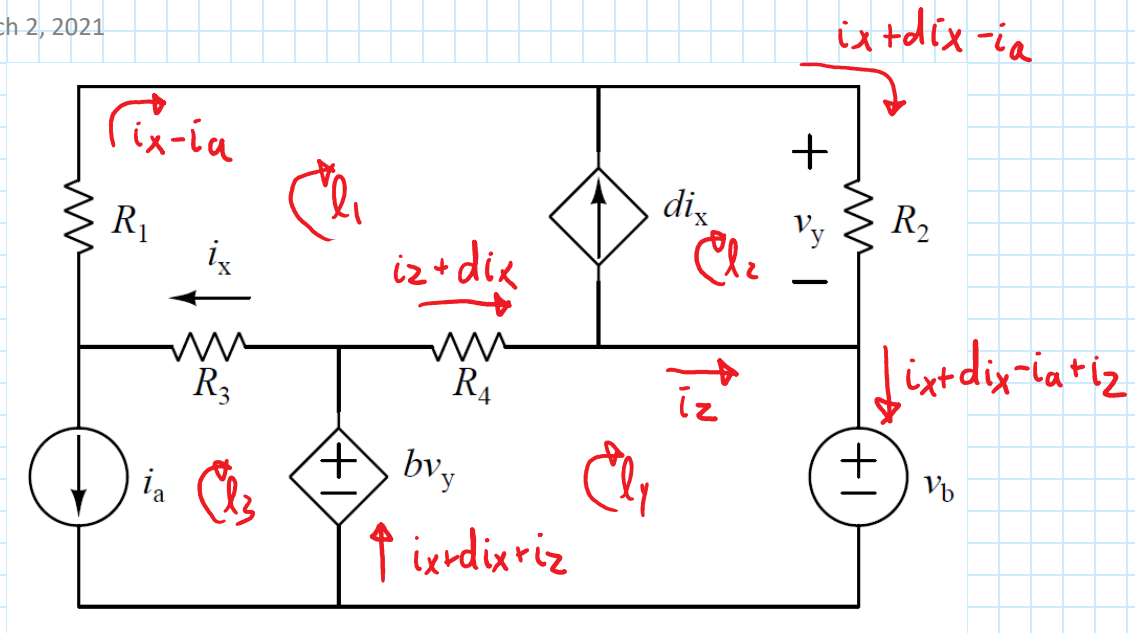 ch 2, 2021
ix+dix-ia
ix-ia
R1
l1
dix
+
vy
−
R2
l2
ix
iz+dix
R3
R4
iz
ix+dix-ia+iz
ia
l3
+
−
bvy
l4
+
−
vb
ix+dix+iz